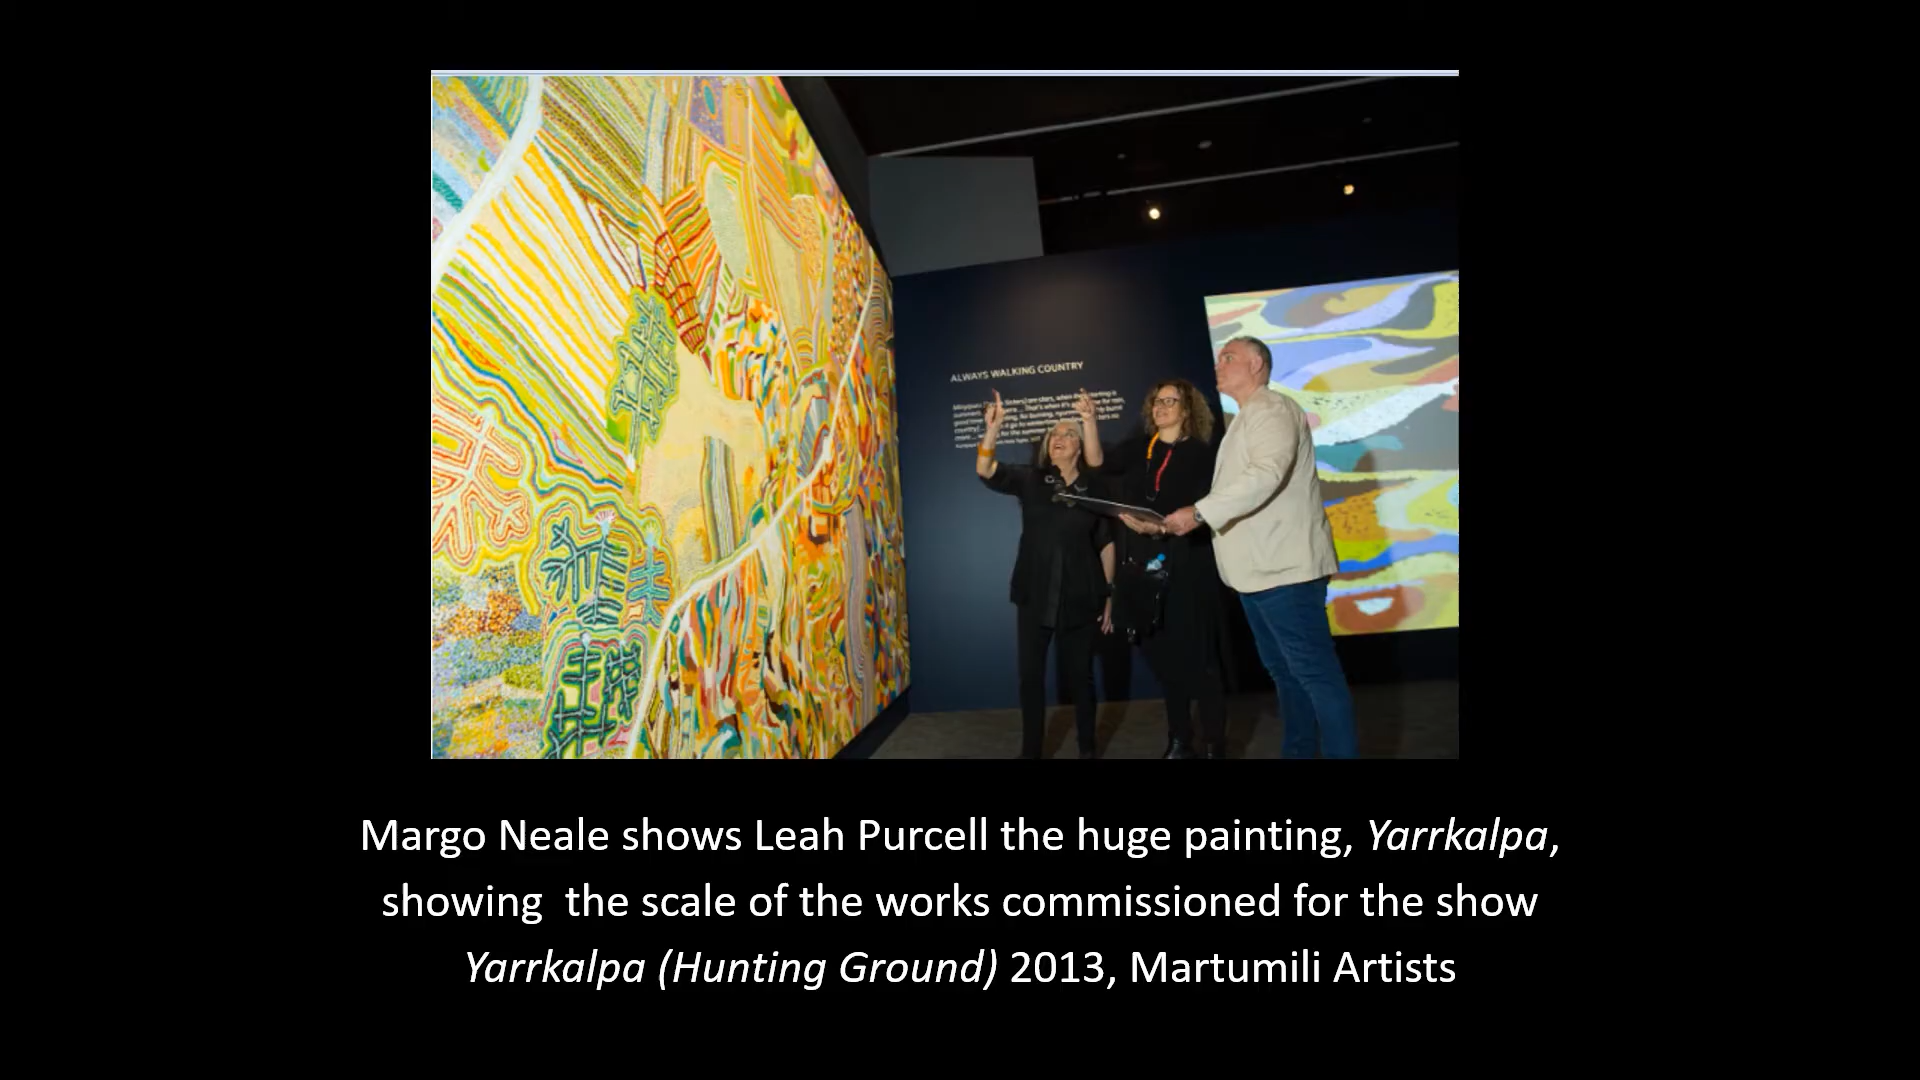 ALWAYS WALKING COUNTRY
Margo Neale shows Leah Purcell the huge painting, Yarrkalpa,
showing  the scale of the works commissioned for the show
Yarrkalpa (Hunting Ground) 2013, Martumili Artists